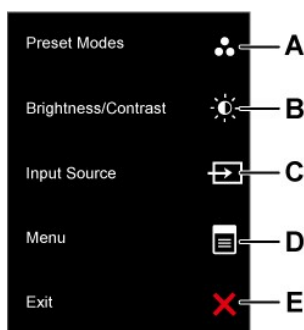 Preset Modes A
Brightness/Contrast B
Input Source C
Menu D
Exit E